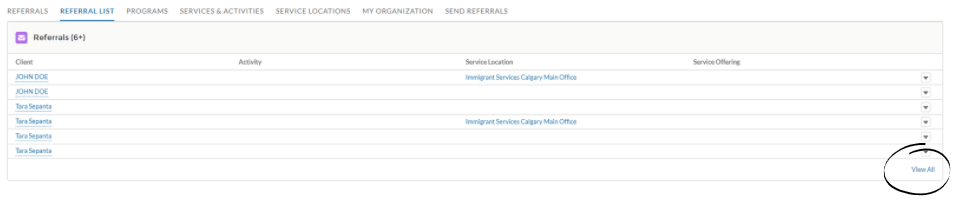 REFERRALS REFERRAL LIST PROGRAMS SERVICES & ACTIVITIES SERVICE LOCATIONS MY ORGANIZATION SEND REFERRALS
Referrals (6+)
Client Activity Service Location Service Offering
JOHN DOE Immigrant Services Calgary Main Office
JOHN DOE
Tara Sepanta
Tara Sepanta Immigrant Services Calgary Main Office
Tara Sepanta
Tara Sepanta
View All